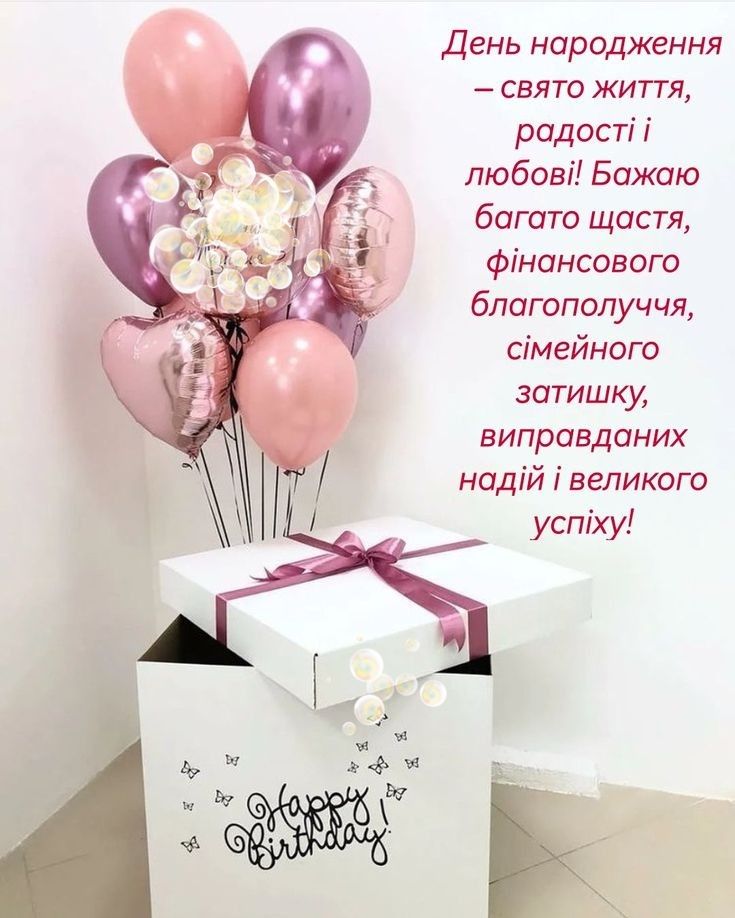 День народження
– свято життя,
радості і
любові! Бажаю
багато щастя,
фінансового
благополуччя,
сімейного
затишку,
виправданих
надій і великого
успіху!
Happy
Birthday!